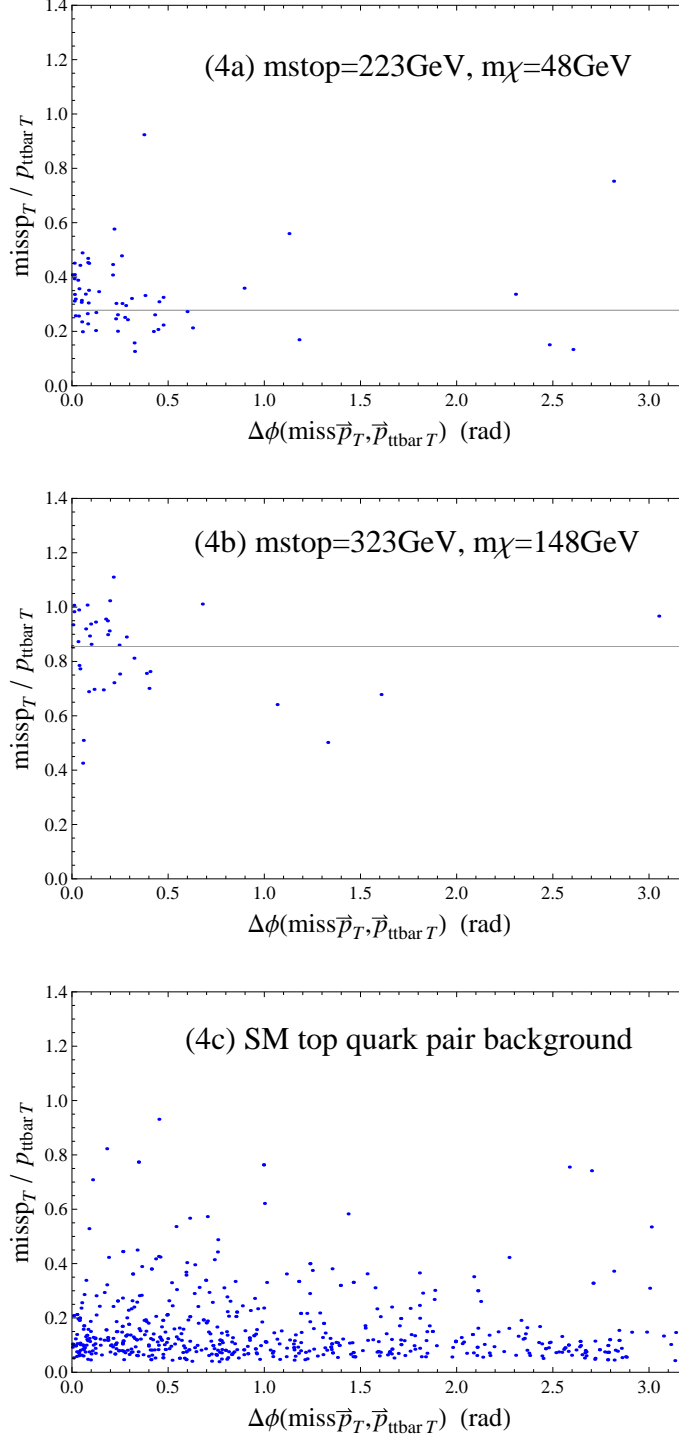 1.4
(4a) mstop=223GeV, mχ=48GeV
1.2
1.0
0.8
0.6
0.4
0.2
0.0
missp_T / p_ttbar T
0.0 0.5 1.0 1.5 2.0 2.5 3.0
Δϕ(missp⃗_T,p⃗_ttbar T) (rad)
1.4
(4b) mstop=323GeV, mχ=148GeV
1.2
1.0
0.8
0.6
0.4
0.2
0.0
missp_T / p_ttbar T
0.0 0.5 1.0 1.5 2.0 2.5 3.0
Δϕ(missp⃗_T,p⃗_ttbar T) (rad)
1.4
(4c) SM top quark pair background
1.2
1.0
0.8
0.6
0.4
0.2
0.0
missp_T / p_ttbar T
0.0 0.5 1.0 1.5 2.0 2.5 3.0
Δϕ(missp⃗_T,p⃗_ttbar T) (rad)